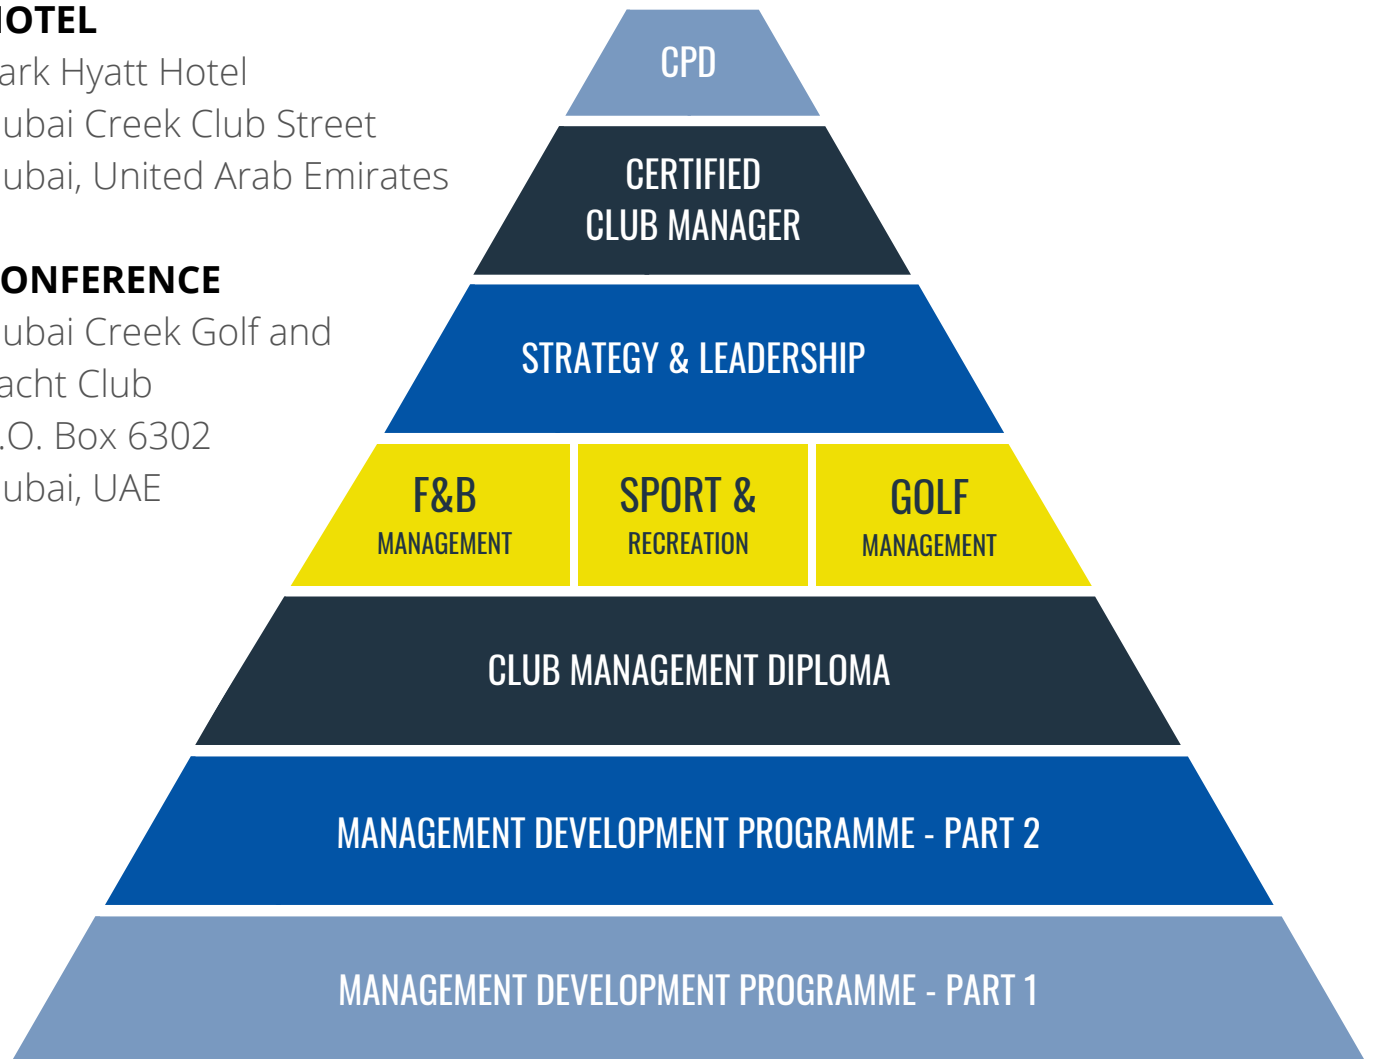 HOTEL
ark Hyatt Hotel
ubai Creek Club Street
ubai, United Arab Emirates
ONFERENCE
ubai Creek Golf and
acht Club
.O. Box 6302
ubai, UAE
CPD
CERTIFIED
CLUB MANAGER
STRATEGY & LEADERSHIP
F&B
MANAGEMENT
SPORT &
RECREATION
GOLF
MANAGEMENT
CLUB MANAGEMENT DIPLOMA
MANAGEMENT DEVELOPMENT PROGRAMME - PART 2
MANAGEMENT DEVELOPMENT PROGRAMME - PART 1